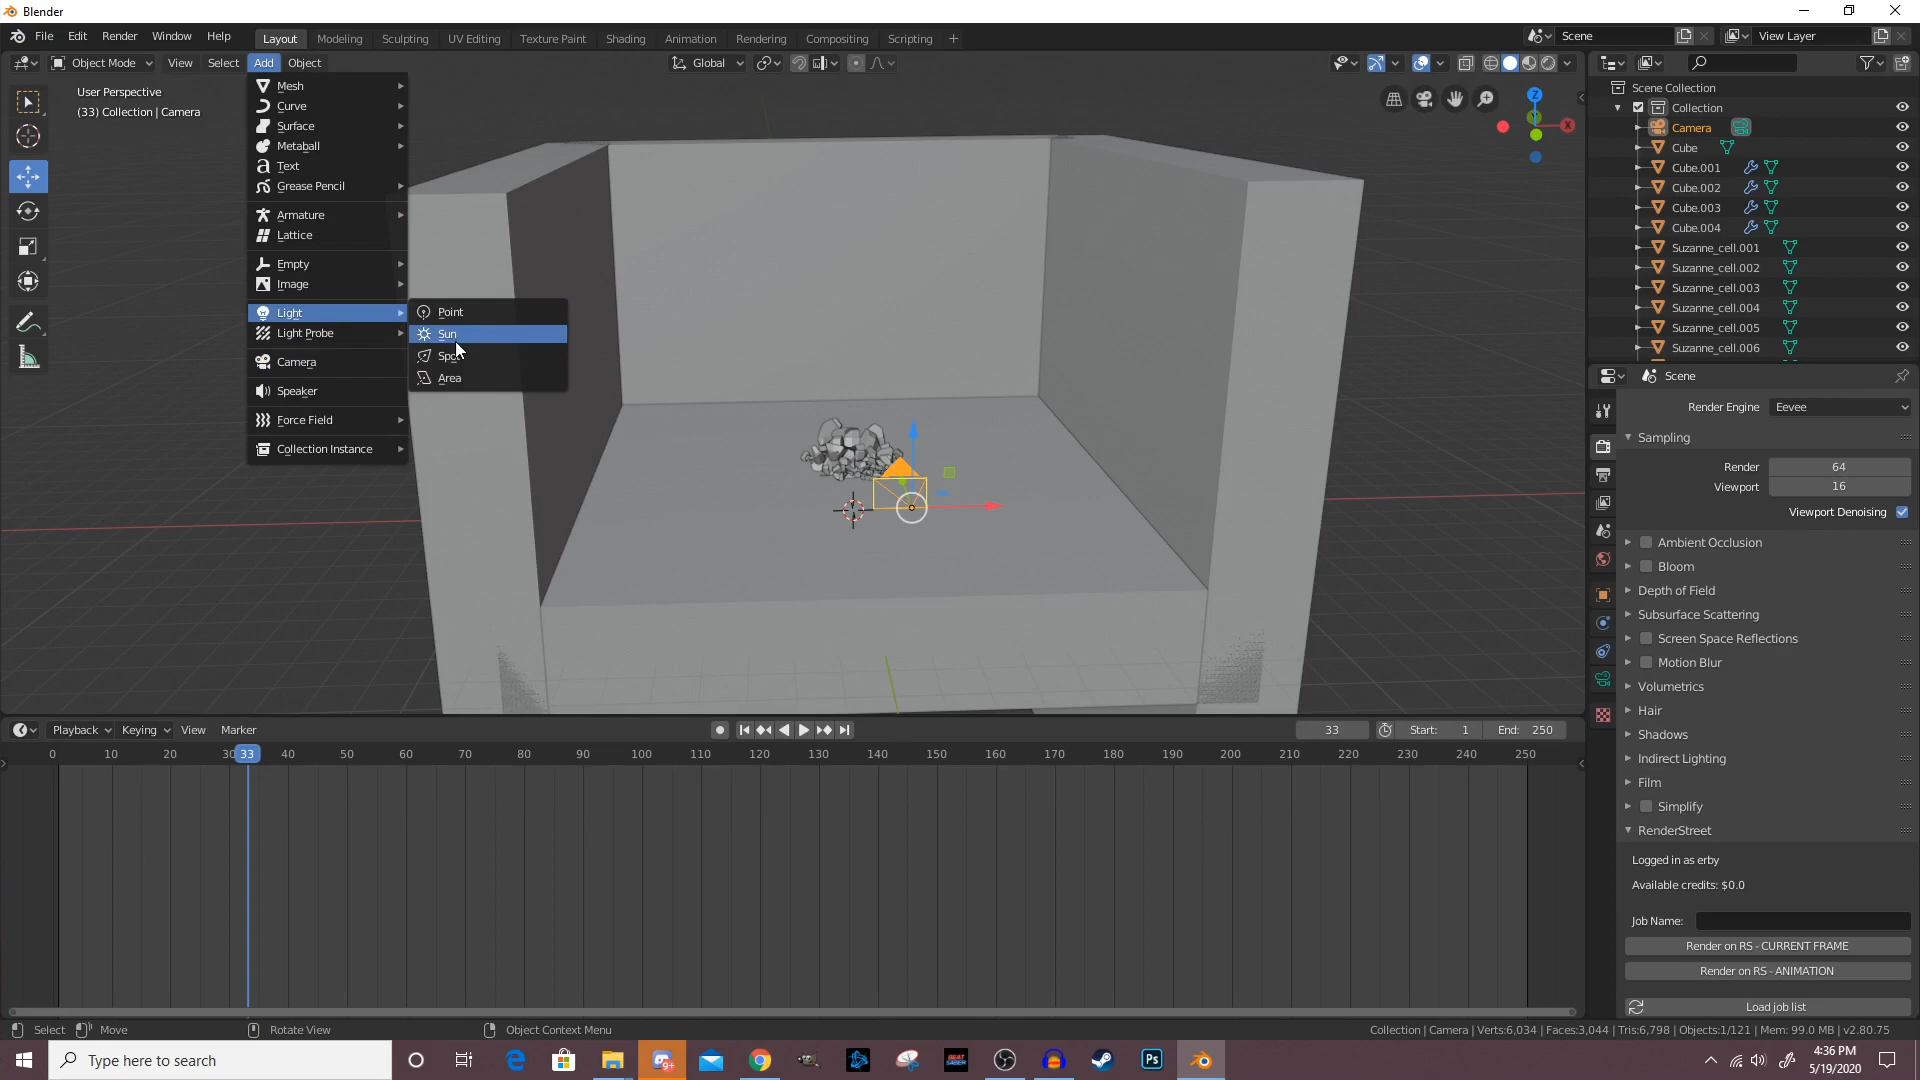 Blender
File Edit Render Window Help
Layout Modeling Sculpting UV Editing Texture Paint Shading Animation Rendering Compositing Scripting +
Scene
View Layer
Object Mode View Select Add Object
Global
User Perspective
(33) Collection | Camera
Mesh
Curve
Surface
Metaball
Text
Grease Pencil
Armature
Lattice
Empty
Image
Light
Light Probe
Camera
Speaker
Force Field
Collection Instance
Point
Sun
Spot
Area
Z
X
Scene Collection
Collection
Camera
Cube
Cube.001
Cube.002
Cube.003
Cube.004
Suzanne_cell.001
Suzanne_cell.002
Suzanne_cell.003
Suzanne_cell.004
Suzanne_cell.005
Suzanne_cell.006
Scene
Render Engine Eevee
Sampling
Render 64
Viewport 16
Viewport Denoising
Ambient Occlusion
Bloom
Depth of Field
Subsurface Scattering
Screen Space Reflections
Motion Blur
Volumetrics
Hair
Shadows
Indirect Lighting
Film
Simplify
RenderStreet
Logged in as erby
Available credits: $0.0
Job Name:
Render on RS - CURRENT FRAME
Render on RS - ANIMATION
Load job list
Playback Keying View Marker
33 Start: 1 End: 250
0 10 20 30 33 40 50 60 70 80 90 100 110 120 130 140 150 160 170 180 190 200 210 220 230 240 250
Select Move Rotate View Object Context Menu
Collection | Camera | Verts:6,034 | Faces:3,044 | Tris:6,798 | Objects:1/121 | Mem: 99.0 MB | v2.80.75
Type here to search
9+
BEAT SABER
Ps
4:36 PM
5/19/2020